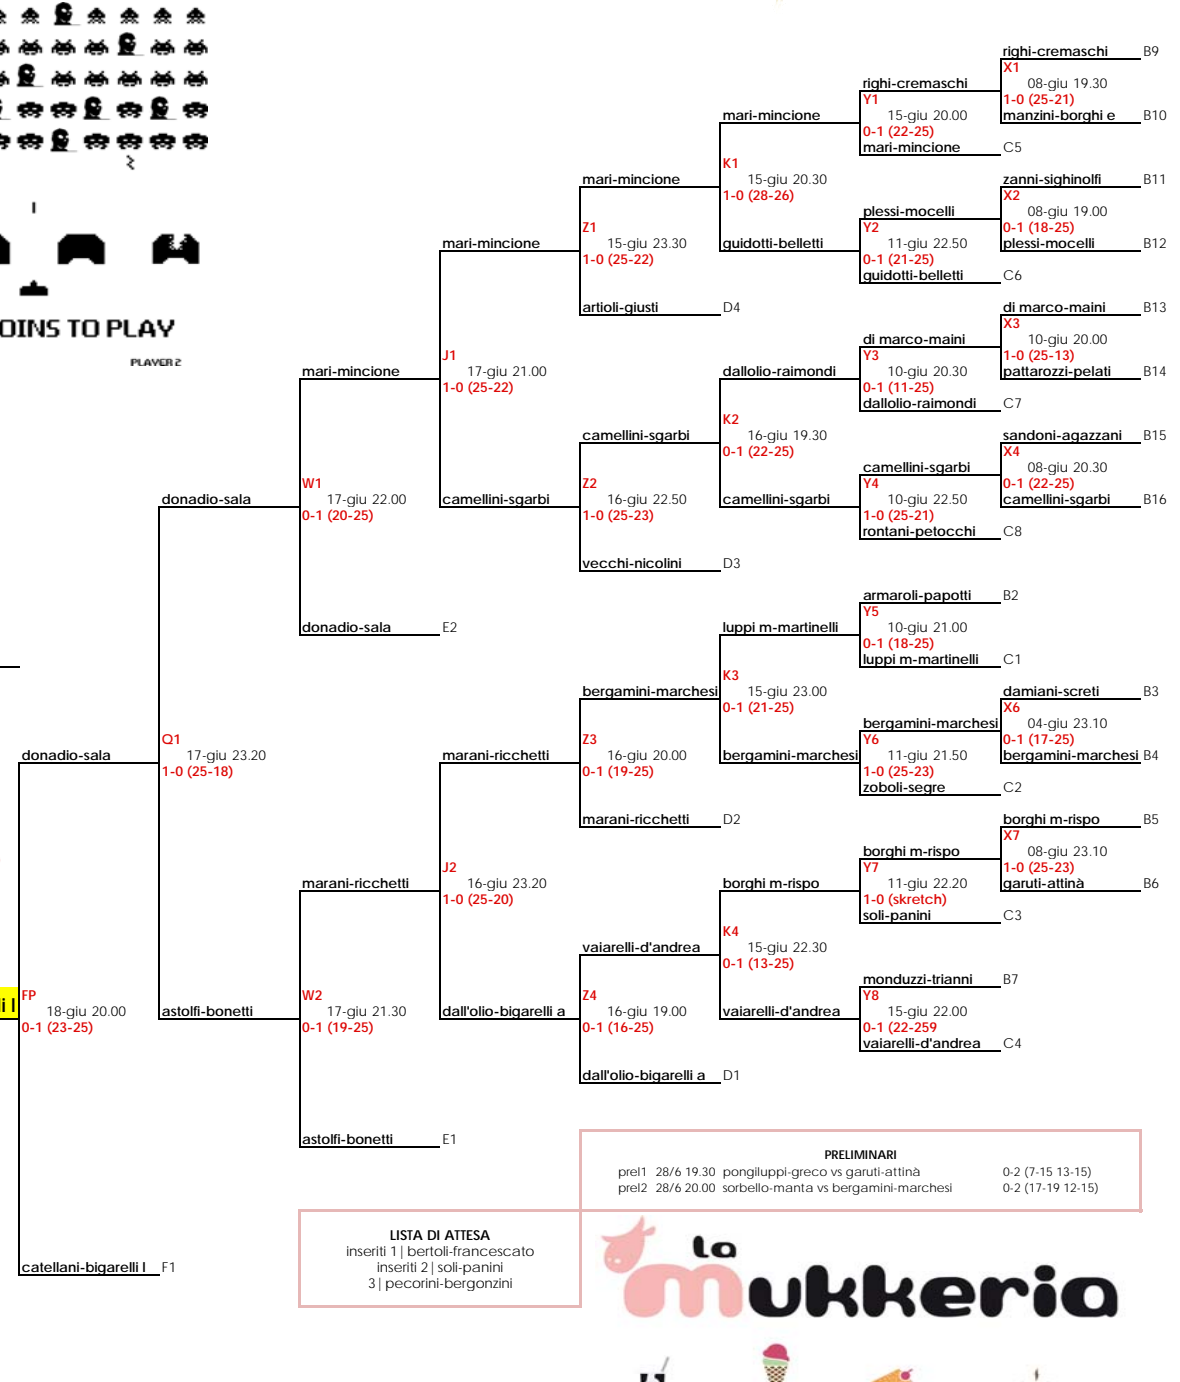 OINS TO PLAY
PLAYER 2
righi-cremaschi B9
X1
08-giu 19.30
1-0 (25-21)
manzini-borghi e B10
righi-cremaschi
Y1
15-giu 20.00
0-1 (22-25)
mari-mincione C5
mari-mincione
K1
15-giu 20.30
1-0 (28-26)
guidotti-belletti
zanni-sighinolfi B11
X2
08-giu 19.00
0-1 (18-25)
plessi-mocelli B12
plessi-mocelli
Y2
11-giu 22.50
0-1 (21-25)
guidotti-belletti C6
mari-mincione
Z1
15-giu 23.30
1-0 (25-22)
artioli-giusti D4
di marco-maini B13
X3
10-giu 20.00
1-0 (25-13)
pattarozzi-pelati B14
di marco-maini
Y3
10-giu 20.30
0-1 (11-25)
dallolio-raimondi C7
mari-mincione
J1
17-giu 21.00
1-0 (25-22)
camellini-sgarbi
dallolio-raimondi
K2
16-giu 19.30
0-1 (22-25)
camellini-sgarbi
sandoni-agazzani B15
X4
08-giu 20.30
0-1 (22-25)
camellini-sgarbi B16
camellini-sgarbi
Y4
10-giu 22.50
1-0 (25-21)
rontani-petocchi C8
camellini-sgarbi
Z2
16-giu 22.50
1-0 (25-23)
vecchi-nicolini D3
mari-mincione
W1
17-giu 22.00
0-1 (20-25)
donadio-sala E2
armaroli-papotti B2
Y5
10-giu 21.00
0-1 (18-25)
luppi m-martinelli C1
luppi m-martinelli
K3
15-giu 23.00
0-1 (21-25)
bergamini-marchesi
damiani-screti B3
X6
04-giu 23.10
0-1 (17-25)
bergamini-marchesi B4
bergamini-marchesi
Y6
11-giu 21.50
1-0 (25-23)
zoboli-segre C2
bergamini-marchesi
Z3
16-giu 20.00
0-1 (19-25)
marani-ricchetti D2
donadio-sala
Q1
17-giu 23.20
1-0 (25-18)
astolfi-bonetti
marani-ricchetti
J2
16-giu 23.20
1-0 (25-20)
dall'olio-bigarelli a
borghi m-rispo B5
X7
08-giu 23.10
1-0 (25-23)
garuti-attinà B6
borghi m-rispo
Y7
11-giu 22.20
1-0 (skretch)
soli-panini C3
borghi m-rispo
K4
15-giu 22.30
0-1 (13-25)
vaiarelli-d'andrea
monduzzi-trianni B7
Y8
15-giu 22.00
0-1 (22-259
vaiarelli-d'andrea C4
vaiarelli-d'andrea
Z4
16-giu 19.00
0-1 (16-25)
dall'olio-bigarelli a D1
marani-ricchetti
W2
17-giu 21.30
0-1 (19-25)
astolfi-bonetti E1
donadio-sala
li l
FP
18-giu 20.00
0-1 (23-25)
catellani-bigarelli l F1
PRELIMINARI
prel1 28/6 19.30 pongiluppi-greco vs garuti-attinà 0-2 (7-15 13-15)
prel2 28/6 20.00 sorbello-manta vs bergamini-marchesi 0-2 (17-19 12-15)
LISTA DI ATTESA
inseriti 1| bertoli-francescato
inseriti 2| soli-panini
3| pecorini-bergonzini
la
mukkeria